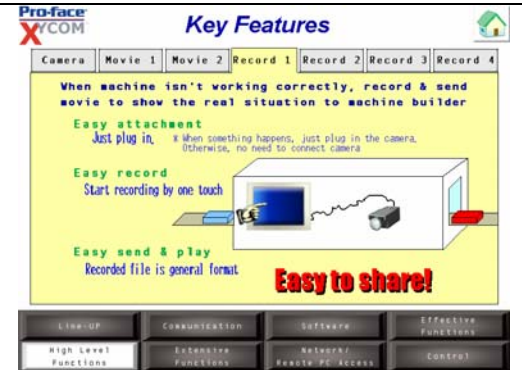 Pro-face
XYCOM
Key Features
Camera Movie 1 Movie 2 Record 1 Record 2 Record 3 Record 4
When machine isn't working correctly, record & send
movie to show the real situation to machine builder
Easy attachment
Just plug in. * When something happens, just plug in the camera.
Otherwise, no need to connect camera
Easy record
Start recording by one touch
Easy send & play
Recorded file is general format
Easy to share!
Line-UP Communication Software Effective
Functions
High Level
Functions
Extensive
Functions
Network/
Remote PC Access
Control